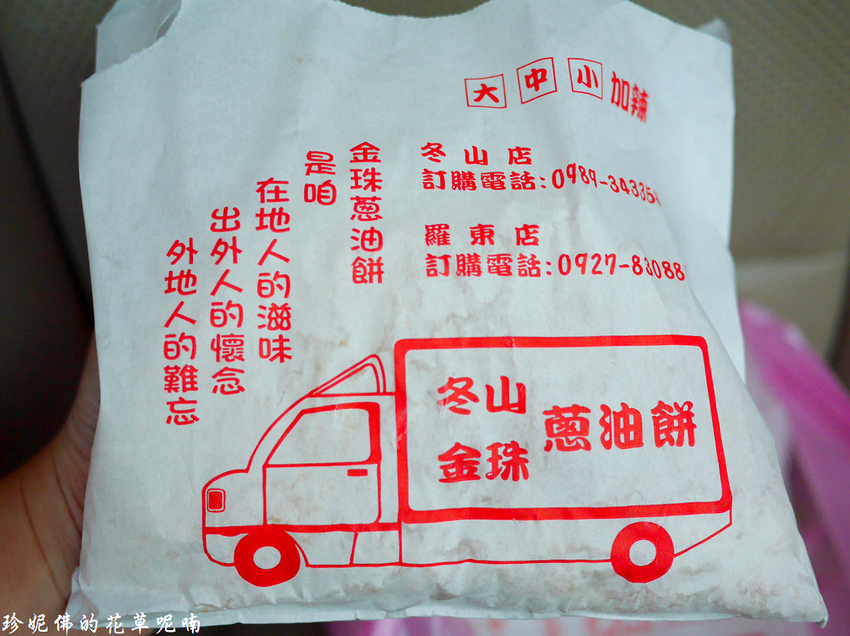 大 中 小 加辣
冬山店
訂購電話:0989-343354
羅東店
訂購電話:0927-83088
金珠蔥油餅
是咱
在地人的滋味
出外人的懷念
外地人的難忘
冬山
金珠
蔥油餅
珍妮佛的花草呢喃